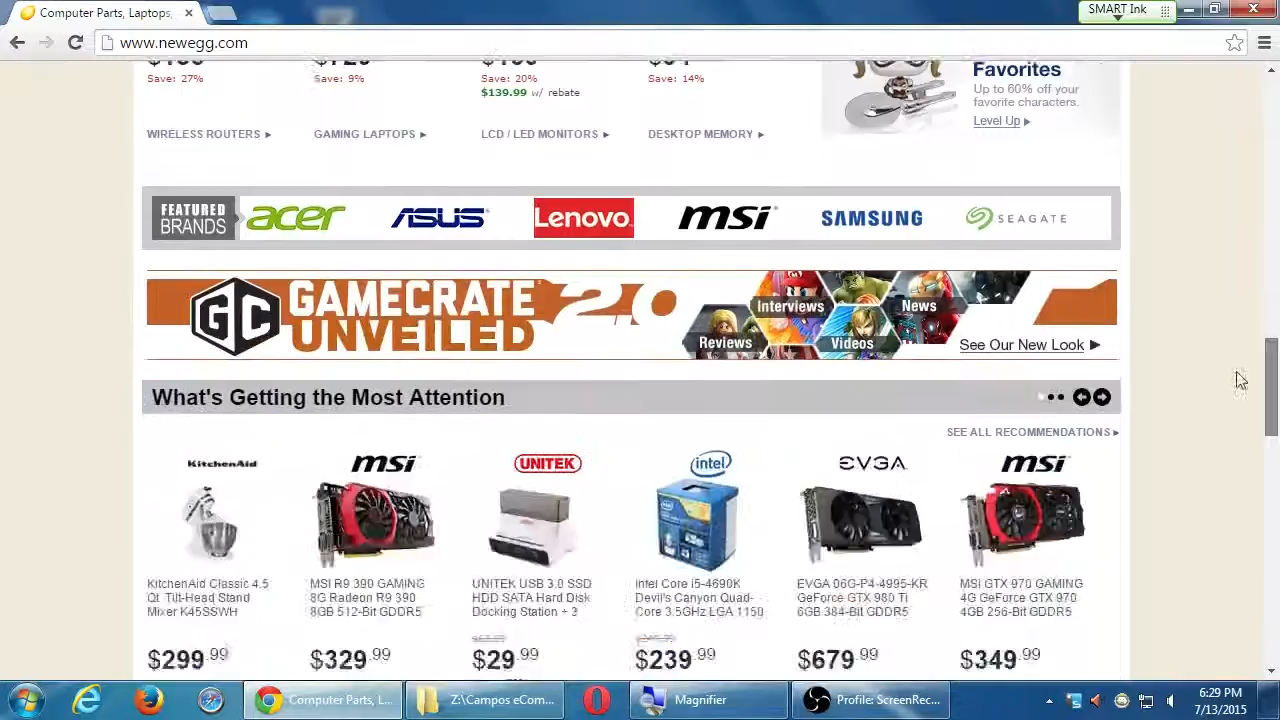 Computer Parts, Laptops,
SMART Ink
www.newegg.com
Save: 27%
Save: 9%
Save: 20%
Save: 14%
$139.99 w/ rebate
WIRELESS ROUTERS
GAMING LAPTOPS
LCD / LED MONITORS
DESKTOP MEMORY
Favorites
Up to 60% off your
favorite characters.
Level Up
FEATURED
BRANDS
acer
ASUS
Lenovo
msi
SAMSUNG
SEAGATE
GC
GAMECRATE 2.0
UNVEILED
Interviews
News
Reviews
Videos
See Our New Look
What's Getting the Most Attention
SEE ALL RECOMMENDATIONS
KitchenAid
msi
UNITEK
intel
EVGA
msi
KitchenAid Classic 4.5
Qt. Tilt-Head Stand
Mixer K45SSWH
MSI R9 390 GAMING
8G Radeon R9 390
8GB 512-Bit GDDR5
UNITEK USB 3.0 SSD
HDD SATA Hard Disk
Docking Station + 3
Intel Core i5-4690K
Devil's Canyon Quad-
Core 3.5GHz LGA 1150
EVGA 06G-P4-4995-KR
GeForce GTX 980 Ti
6GB 384-Bit GDDR5
MSI GTX 970 GAMING
4G GeForce GTX 970
4GB 256-Bit GDDR5
$299.99
$329.99
$29.99
$239.99
$679.99
$349.99
Computer Parts, L...
Z:\Campos eCom...
Magnifier
Profile: ScreenRec...
6:29 PM
7/13/2015